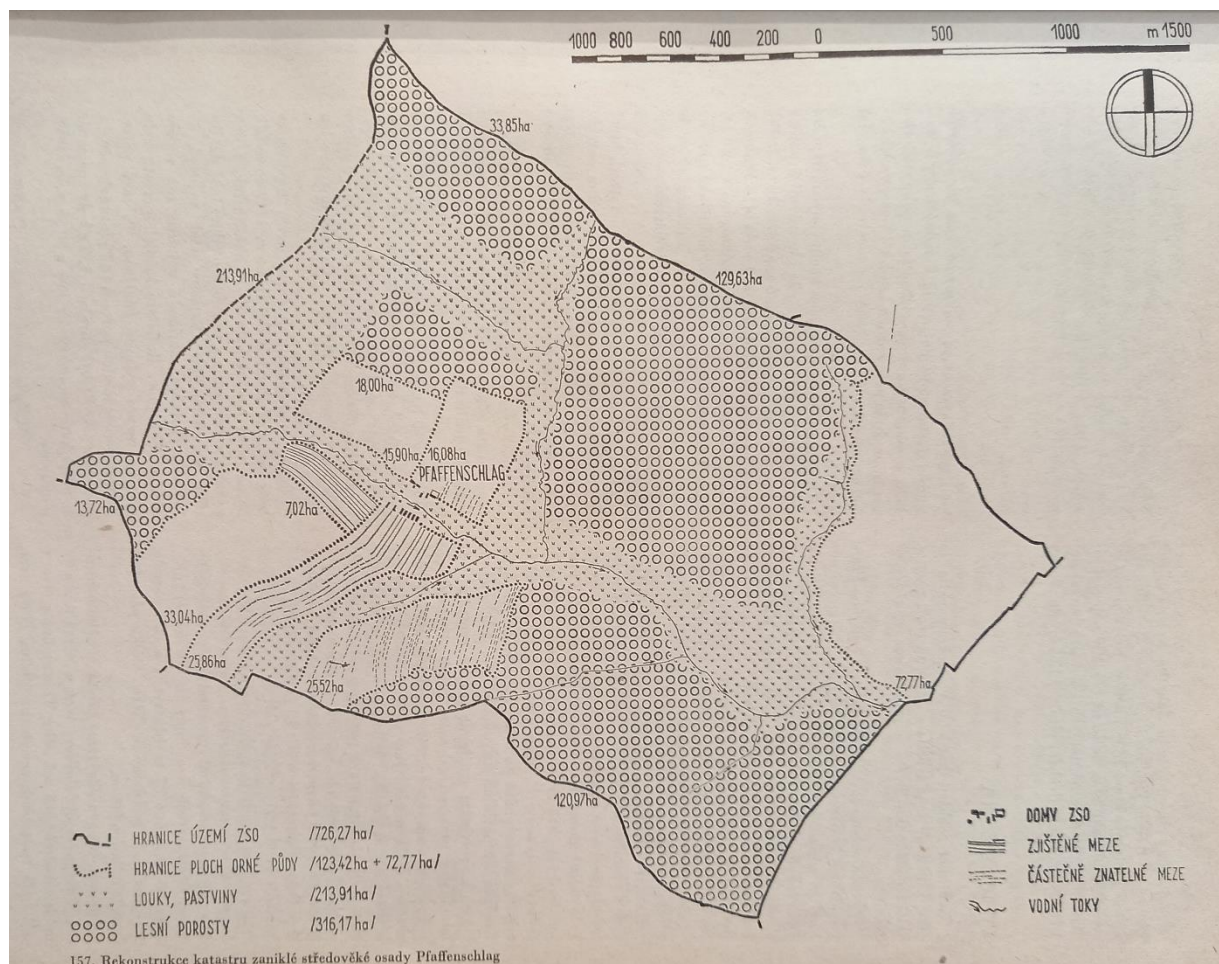 1000 800 600 400 200 0 500 1000 m 1500
33,85ha
213,91ha
129,63ha
18,00ha
15,90ha 16,08ha
PFAFFENSCHLAG
13,72ha
7,02ha
33,04ha
25,86ha
25,52ha
72,77ha
120,97ha
HRANICE ÚZEMÍ ZSO /726,27 ha/
HRANICE PLOCH ORNÉ PŮDY /123,42 ha + 72,77 ha/
LOUKY, PASTVINY /213,91 ha/
LESNÍ POROSTY /316,17 ha/
DOMY ZSO
ZJIŠTĚNÉ MEZE
ČÁSTEČNĚ ZNATELNÉ MEZE
VODNÍ TOKY
157. Rekonstrukce katastru zaniklé středověké osady Pfaffenschlag